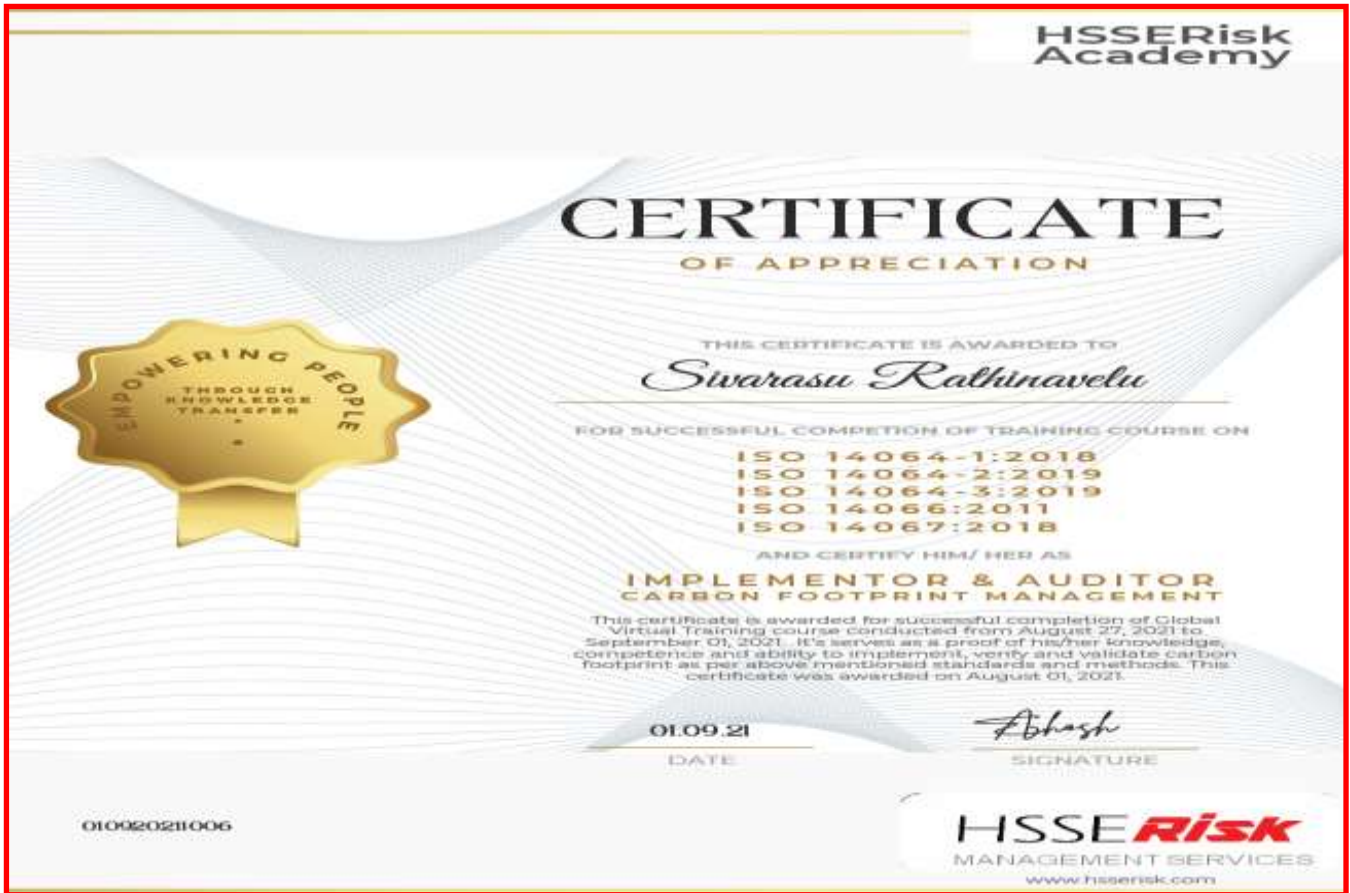 HSSERisk
Academy
CERTIFICATE
OF APPRECIATION
THIS CERTIFICATE IS AWARDED TO
Sivarasu Rathinavelu
EMPOWERING PEOPLE
THROUGH
KNOWLEDGE
TRANSFER
FOR SUCCESSFUL COMPETION OF TRAINING COURSE ON
ISO 14064-1:2018
ISO 14064-2:2019
ISO 14064-3:2019
ISO 14066:2011
ISO 14067:2018
AND CERTIFY HIM/ HER AS
IMPLEMENTOR & AUDITOR
CARBON FOOTPRINT MANAGEMENT
This certificate is awarded for successful completion of Global
Virtual Training course conducted from August 27, 2021 to
September 01, 2021. It's serves as a proof of his/her knowledge,
competence and ability to implement, verify and validate carbon
footprint as per above mentioned standards and methods. This
certificate was awarded on August 01, 2021.
01.09.21
Abhash
DATE
SIGNATURE
010920211006
HSSE Risk
MANAGEMENT SERVICES
www.hsserisk.com